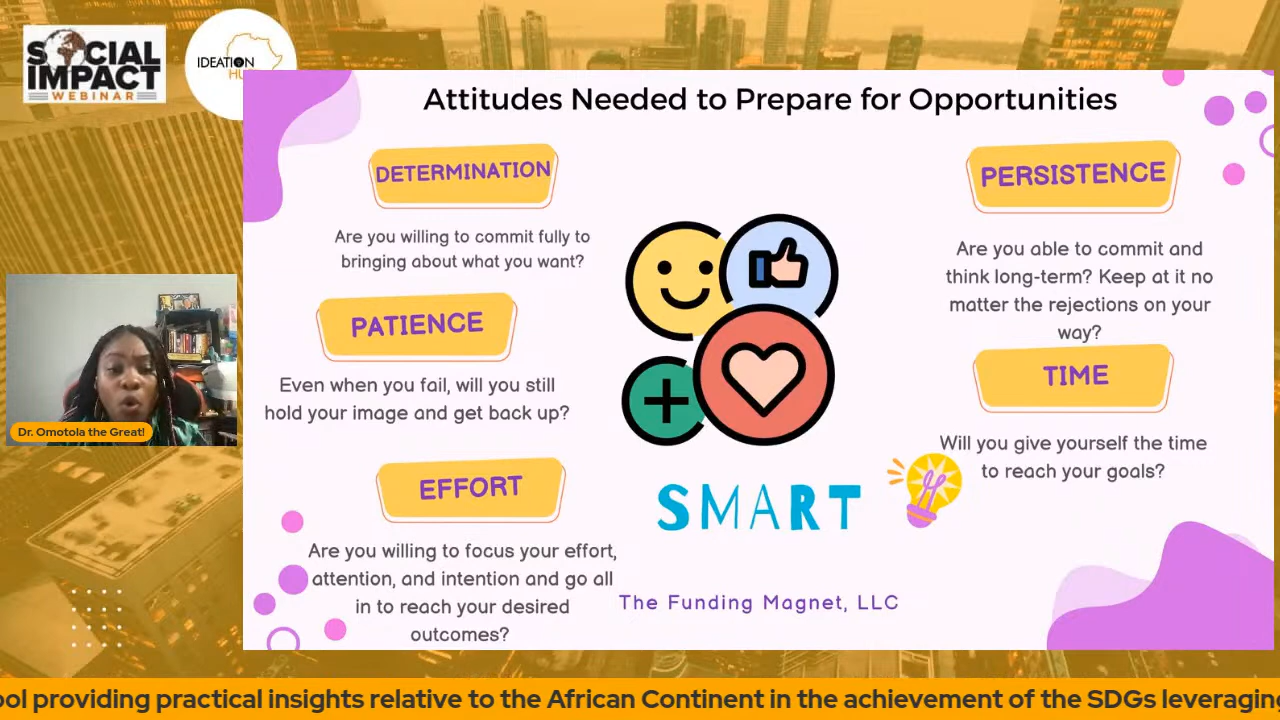 SOCIAL
IMPACT
WEBINAR
IDEATION
HU
Attitudes Needed to Prepare for Opportunities
DETERMINATION
Are you willing to commit fully to
bringing about what you want?
PATIENCE
Even when you fail, will you still
hold your image and get back up?
EFFORT
Are you willing to focus your effort,
attention, and intention and go all
in to reach your desired
outcomes?
SMART
The Funding Magnet, LLC
PERSISTENCE
Are you able to commit and
think long-term? Keep at it no
matter the rejections on your
way?
TIME
Will you give yourself the time
to reach your goals?
Dr. Omotola the Great!
ool providing practical insights relative to the African Continent in the achievement of the SDGs leveraging